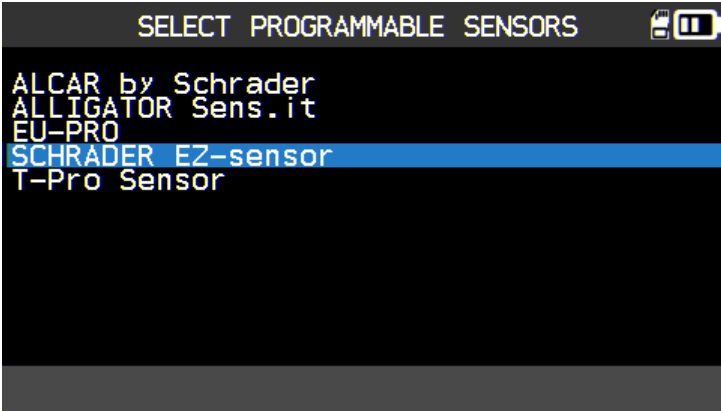 SELECT PROGRAMMABLE SENSORS
ALCAR by Schrader
ALLIGATOR Sens.it
EU-PRO
SCHRADER EZ-sensor
T-Pro Sensor